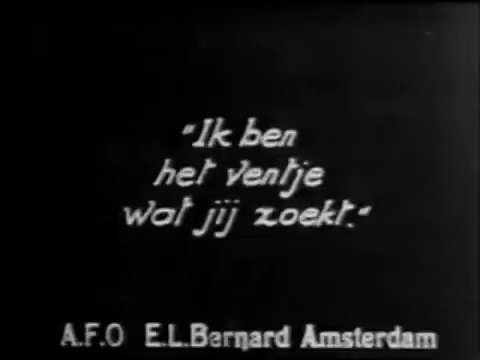 "Ik ben
het ventje
wat jij zoekt."
A.F.O E.L.Bernard Amsterdam